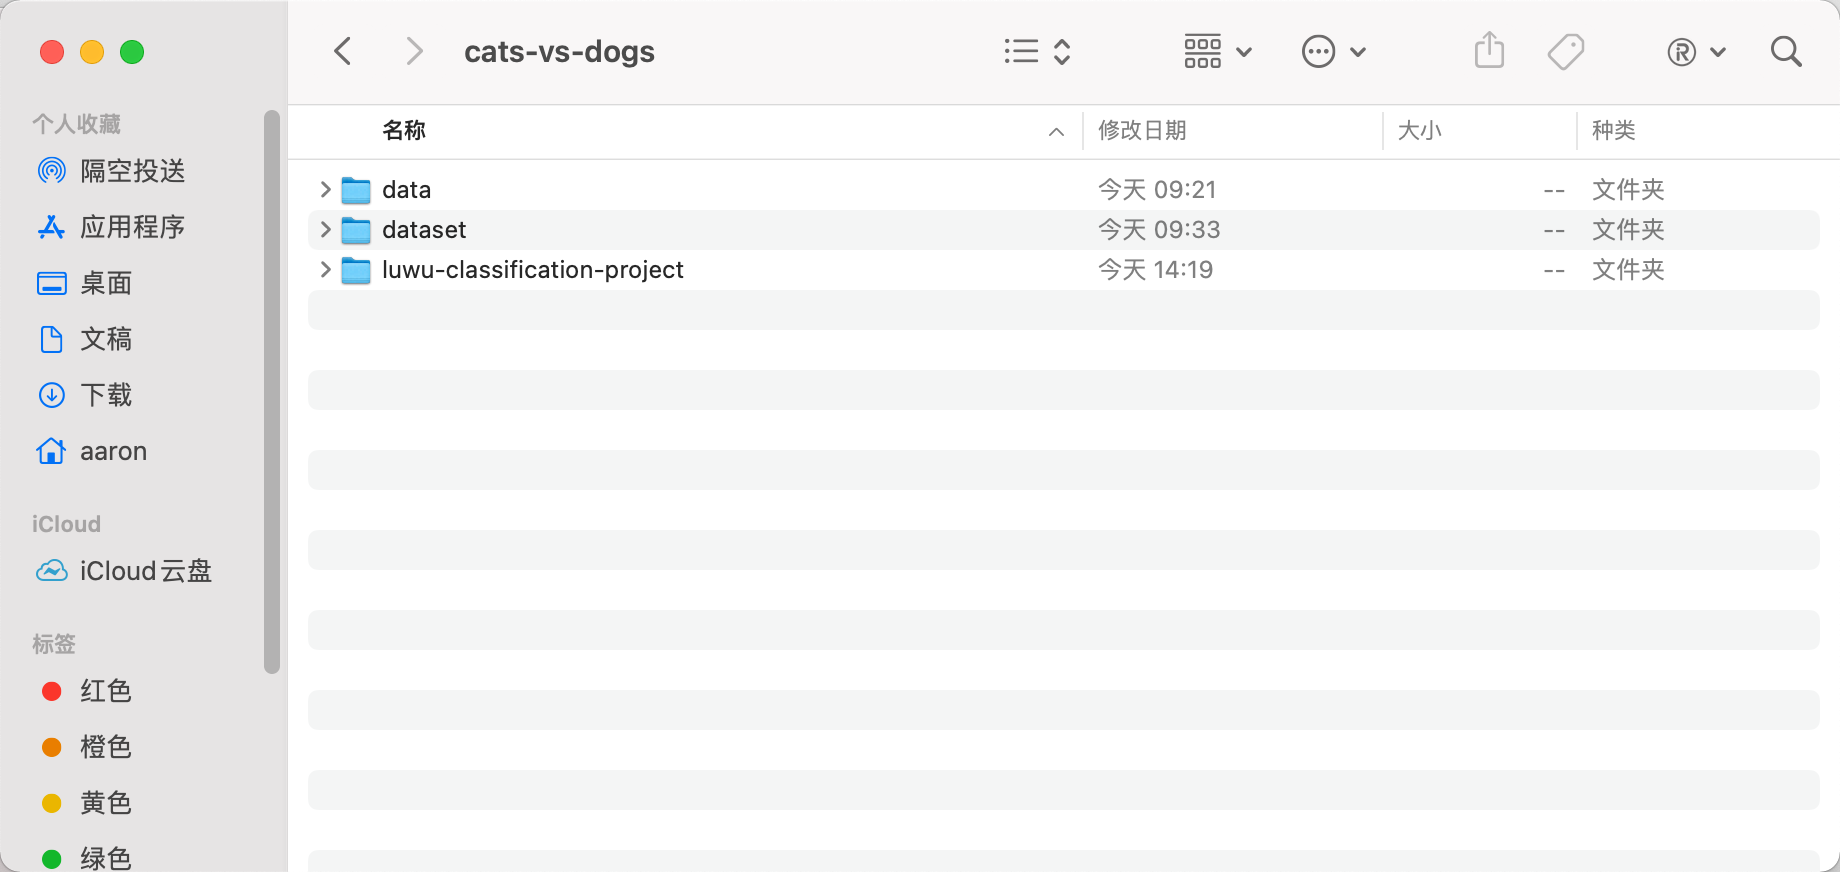 cats-vs-dogs
个人收藏
隔空投送
应用程序
桌面
文稿
下载
aaron
iCloud
iCloud云盘
标签
红色
橙色
黄色
绿色
名称 修改日期 大小 种类
data 今天 09:21 -- 文件夹
dataset 今天 09:33 -- 文件夹
luwu-classification-project 今天 14:19 -- 文件夹